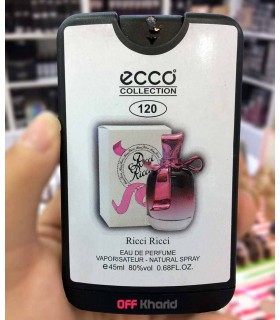 ecco
COLLECTION
120
Ricci
Ricci
Ricci Ricci
EAU DE PERFUME
VAPORISATEUR - NATURAL SPRAY
e45ml 80%vol 0.68FL.OZ.
OFF Kharid